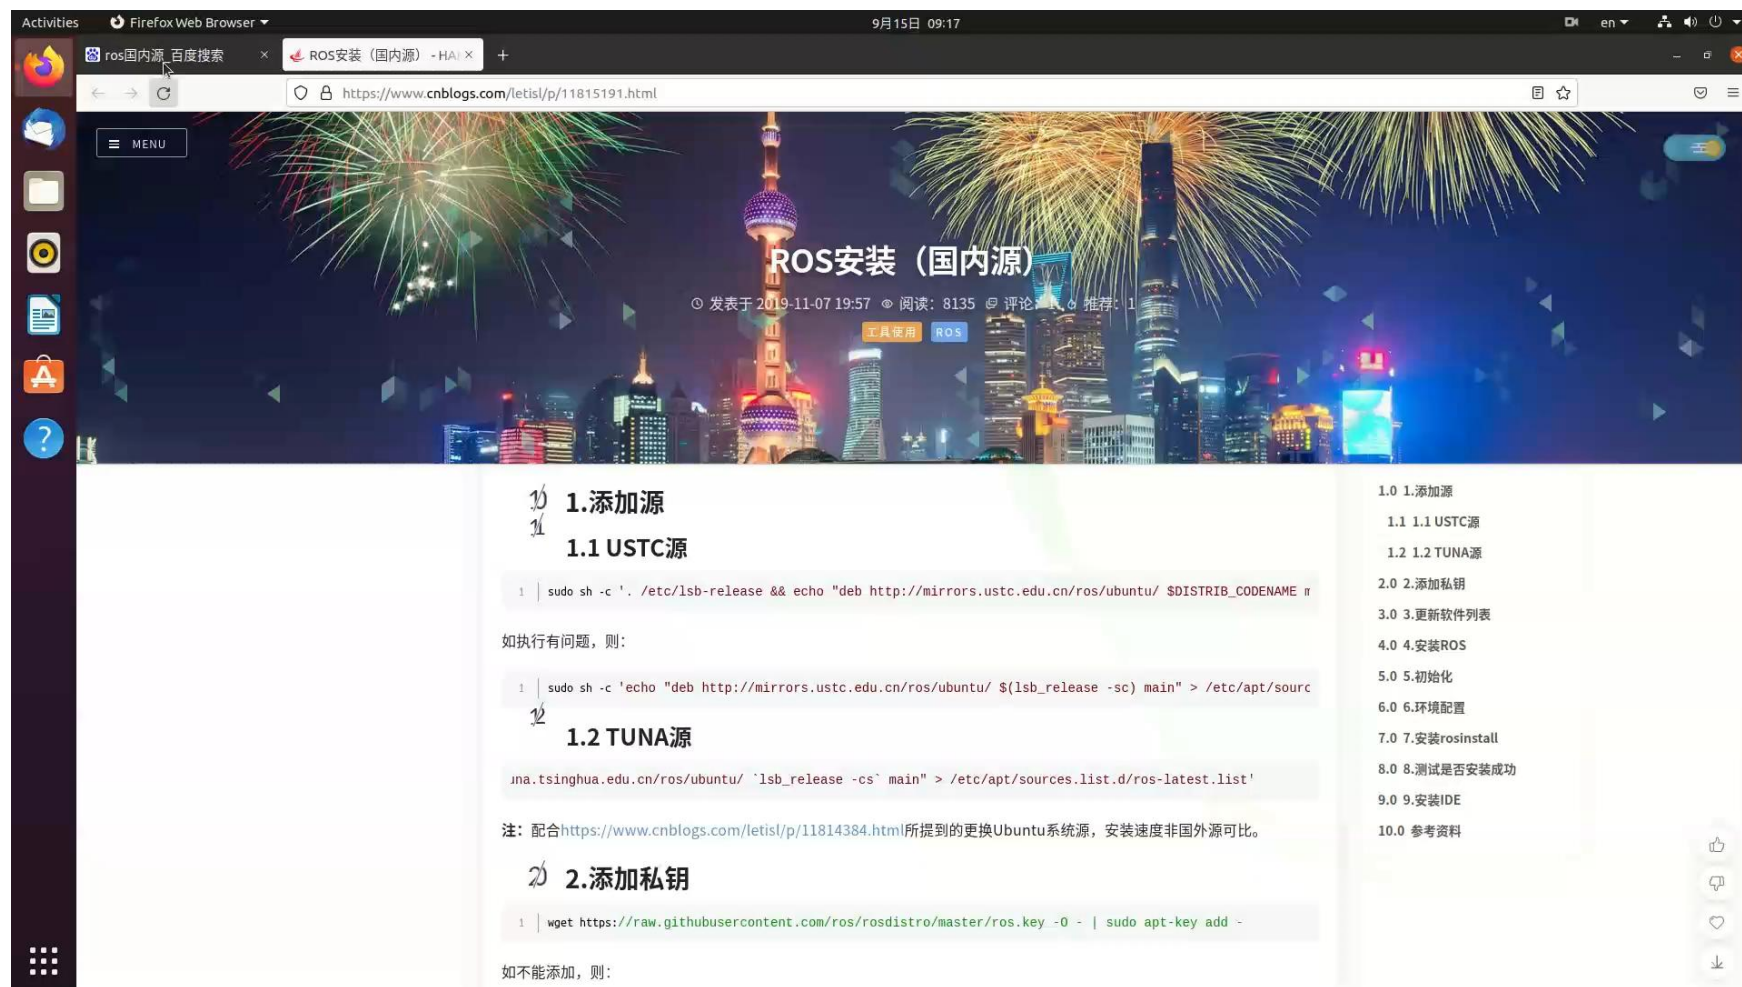 Activities Firefox Web Browser 9月15日 09:17 en
ros国内源_百度搜索 ROS安装（国内源） - HAI
https://www.cnblogs.com/letisl/p/11815191.html
MENU
ROS安装（国内源）
发表于 2019-11-07 19:57 阅读：8135 评论： 推荐：1
工具使用 ROS
1.添加源
1.1 USTC源
1 sudo sh -c '. /etc/lsb-release && echo "deb http://mirrors.ustc.edu.cn/ros/ubuntu/ $DISTRIB_CODENAME m
如执行有问题，则：
1 sudo sh -c 'echo "deb http://mirrors.ustc.edu.cn/ros/ubuntu/ $(lsb_release -sc) main" > /etc/apt/sourc
1.2 TUNA源
una.tsinghua.edu.cn/ros/ubuntu/ `lsb_release -cs` main" > /etc/apt/sources.list.d/ros-latest.list'
注：配合https://www.cnblogs.com/letisl/p/11814384.html所提到的更换Ubuntu系统源，安装速度非国外源可比。
2.添加私钥
1 wget https://raw.githubusercontent.com/ros/rosdistro/master/ros.key -O - | sudo apt-key add -
如不能添加，则：
1.0 1.添加源
1.1 1.1 USTC源
1.2 1.2 TUNA源
2.0 2.添加私钥
3.0 3.更新软件列表
4.0 4.安装ROS
5.0 5.初始化
6.0 6.环境配置
7.0 7.安装rosinstall
8.0 8.测试是否安装成功
9.0 9.安装IDE
10.0 参考资料